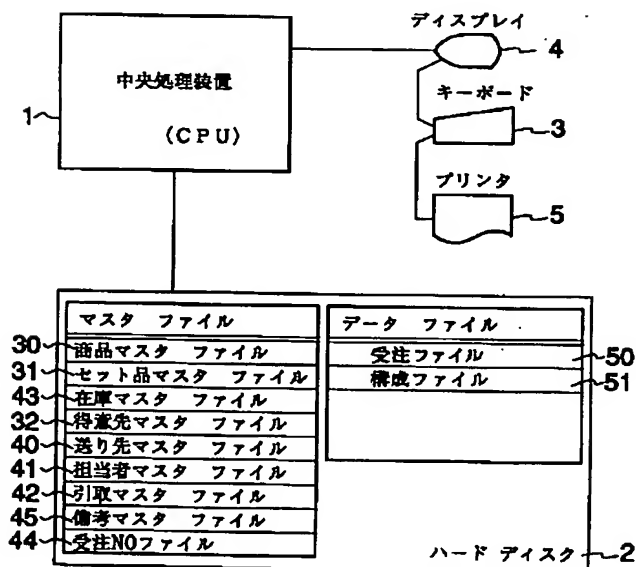 ディスプレイ
4
中央処理装置
(CPU)
1
キーボード
3
プリンタ
5
マスタ ファイル
データ ファイル
30 商品マスタ ファイル
受注ファイル 50
31 セット品マスタ ファイル
構成ファイル 51
43 在庫マスタ ファイル
32 得意先マスタ ファイル
40 送り先マスタ ファイル
41 担当者マスタ ファイル
42 引取マスタ ファイル
45 備考マスタ ファイル
44 受注NOファイル
ハード ディスク 2